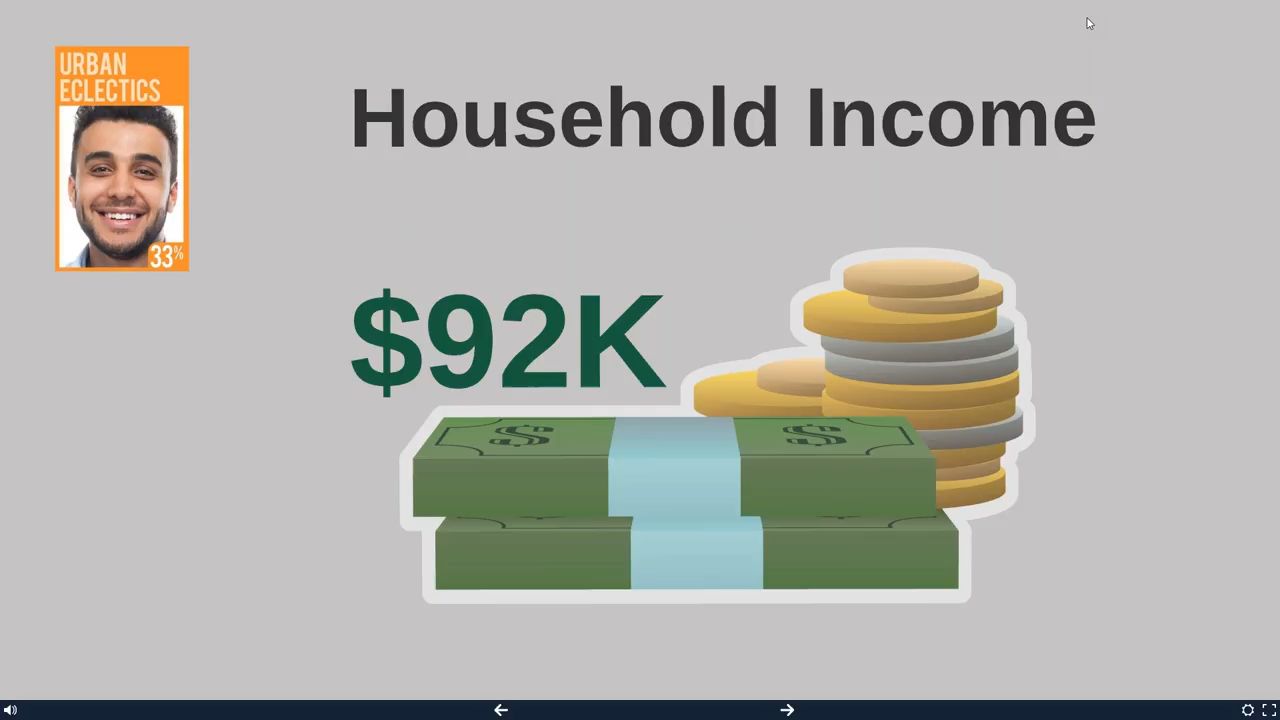 URBAN
ECLECTICS
33%
Household Income
$92K
$ $